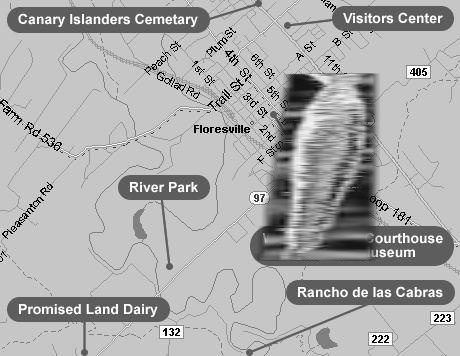 Canary Islanders Cemetary
Visitors Center
Peach St
Plum St
1st St
4th St
6th St
A St
B St
11th
405
Goliad Rd
Trail St
3rd St
5th St
Farm Rd 536
Floresville
2nd
F St
Pleasanton Rd
River Park
97
Loop 181
Courthouse
Museum
Rancho de las Cabras
Promised Land Dairy
132
222
223